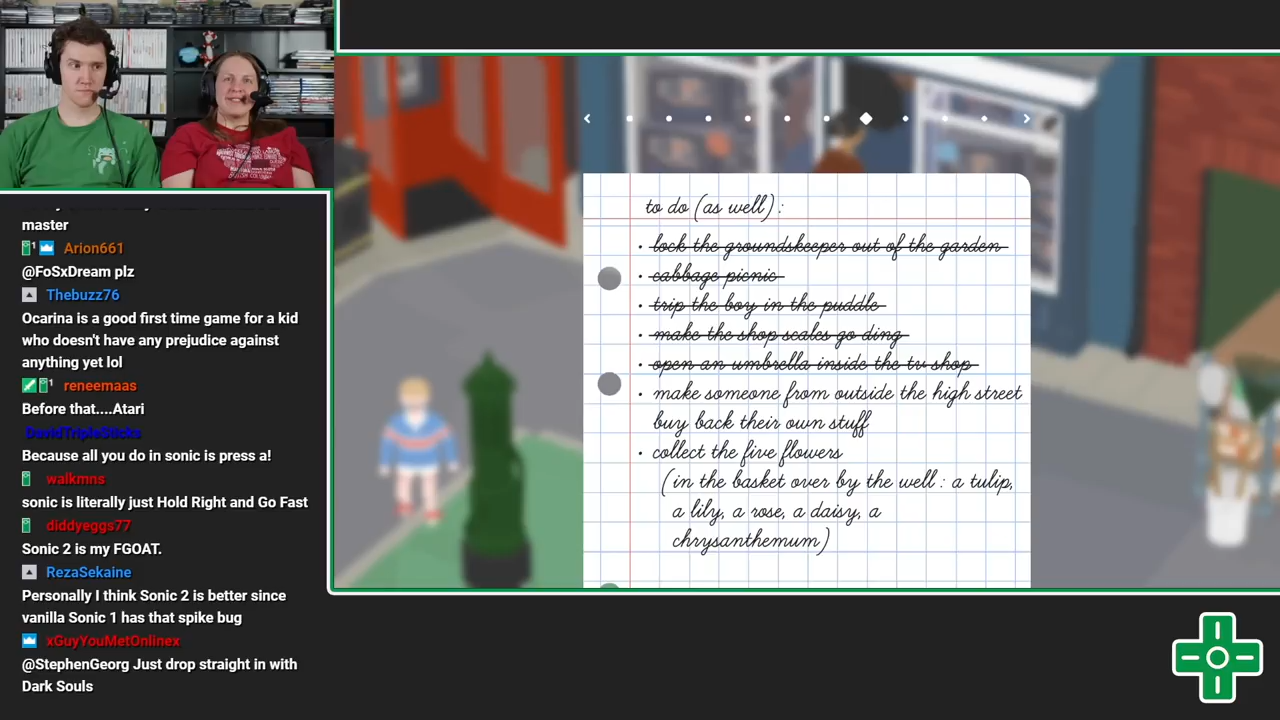 master
1 Arion661
@FoSxDream plz
Thebuzz76
Ocarina is a good first time game for a kid
who doesn't have any prejudice against
anything yet lol
1 reneemaas
Before that....Atari
DavidTripleSticks
Because all you do in sonic is press a!
walkmns
sonic is literally just Hold Right and Go Fast
diddyeggs77
Sonic 2 is my FGOAT.
RezaSekaine
Personally I think Sonic 2 is better since
vanilla Sonic 1 has that spike bug
xGuyYouMetOnlinex
@StephenGeorg Just drop straight in with
Dark Souls
to do (as well) :
• lock the groundskeeper out of the garden
• cabbage picnic
• trip the boy in the puddle
• make the shop scales go ding
• open an umbrella inside the tv shop
• make someone from outside the high street
buy back their own stuff
• collect the five flowers
(in the basket over by the well : a tulip,
a lily, a rose, a daisy, a
chrysanthemum)